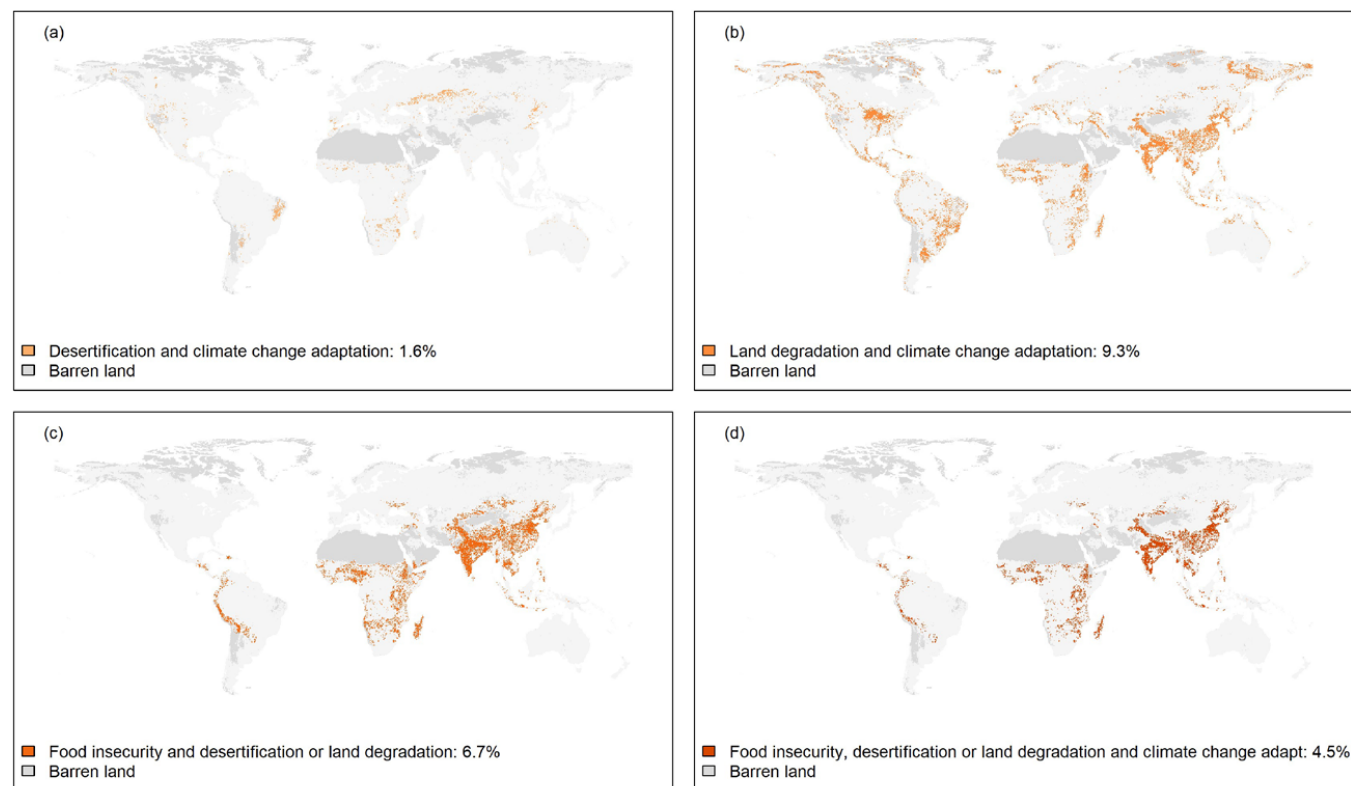 (a)
Desertification and climate change adaptation: 1.6%
Barren land
(b)
Land degradation and climate change adaptation: 9.3%
Barren land
(c)
Food insecurity and desertification or land degradation: 6.7%
Barren land
(d)
Food insecurity, desertification or land degradation and climate change adapt: 4.5%
Barren land